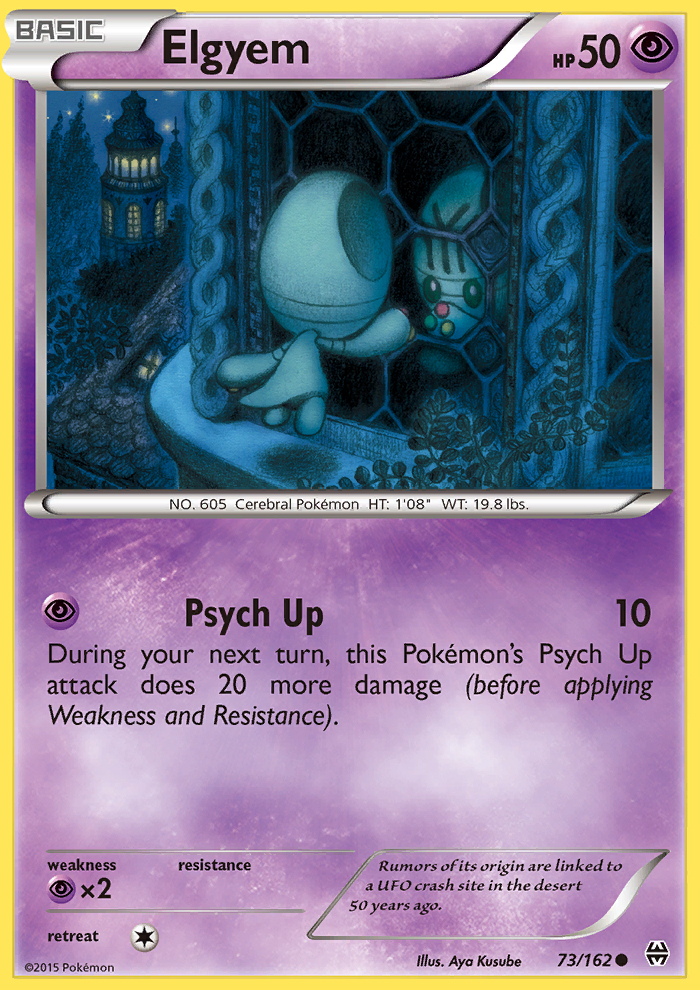 BASIC
Elgyem
HP50
NO. 605 Cerebral Pokémon HT: 1'08" WT: 19.8 lbs.
Psych Up 10
During your next turn, this Pokémon's Psych Up
attack does 20 more damage (before applying
Weakness and Resistance).
weakness resistance
×2
retreat
Rumors of its origin are linked to
a UFO crash site in the desert
50 years ago.
Illus. Aya Kusube 73/162
©2015 Pokémon